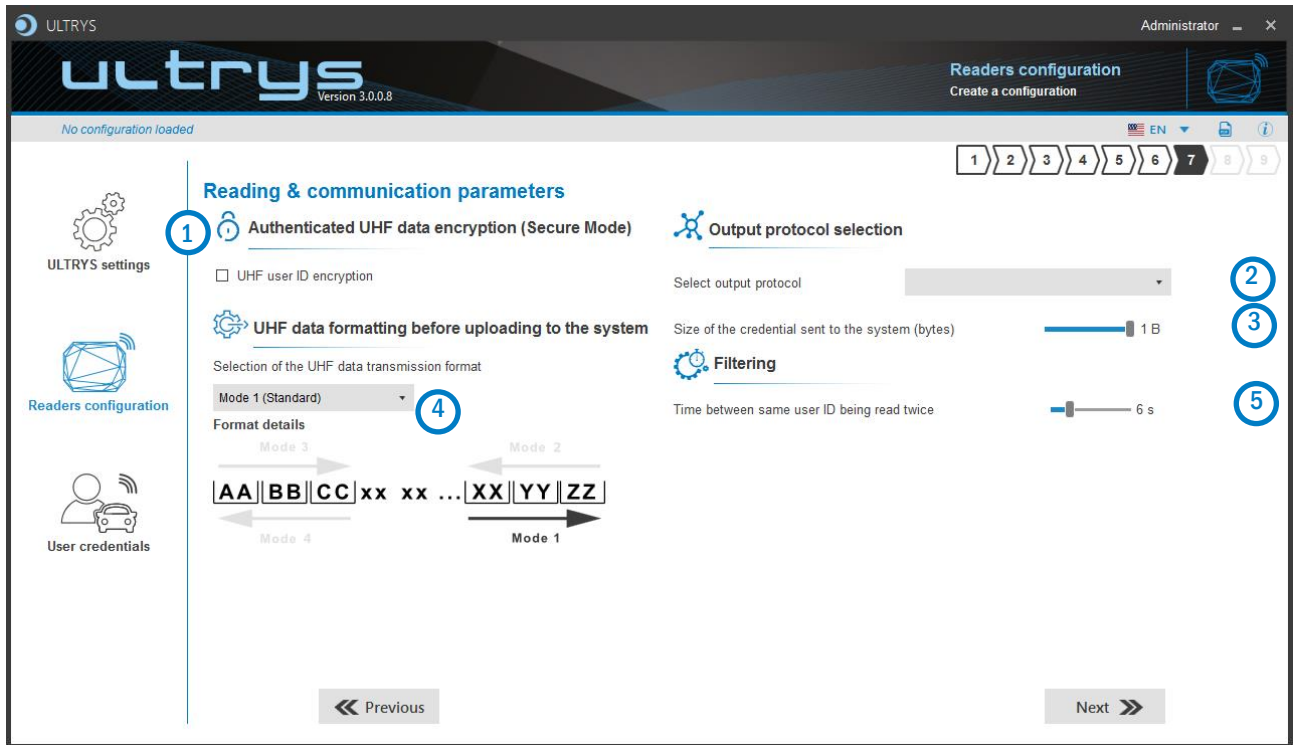 ULTRYS
Administrator
ultrys
Version 3.0.0.8
Readers configuration
Create a configuration
No configuration loaded
EN
1 2 3 4 5 6 7 8 9
ULTRYS settings
Readers configuration
User credentials
Reading & communication parameters
1
Authenticated UHF data encryption (Secure Mode)
UHF user ID encryption
UHF data formatting before uploading to the system
Selection of the UHF data transmission format
Mode 1 (Standard)
4
Format details
Mode 3 Mode 2
AA BB CC xx xx ... XX YY ZZ
Mode 4 Mode 1
Output protocol selection
Select output protocol
2
Size of the credential sent to the system (bytes) 1 B
3
Filtering
Time between same user ID being read twice 6 s
5
Previous
Next